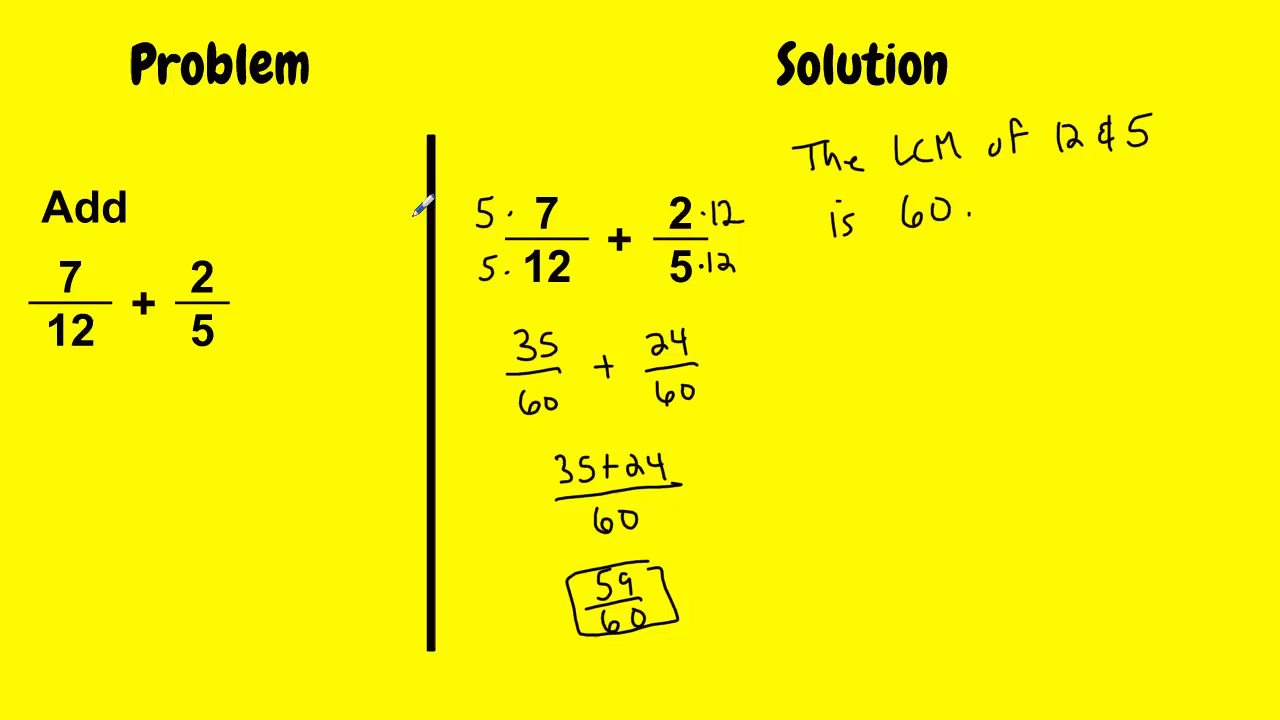 Problem
Solution
Add
7/12 + 2/5
The LCM of 12 & 5
is 60.
5 · 7/5 · 12 + 2 · 12/5 · 12
35/60 + 24/60
35+24/60
59/60